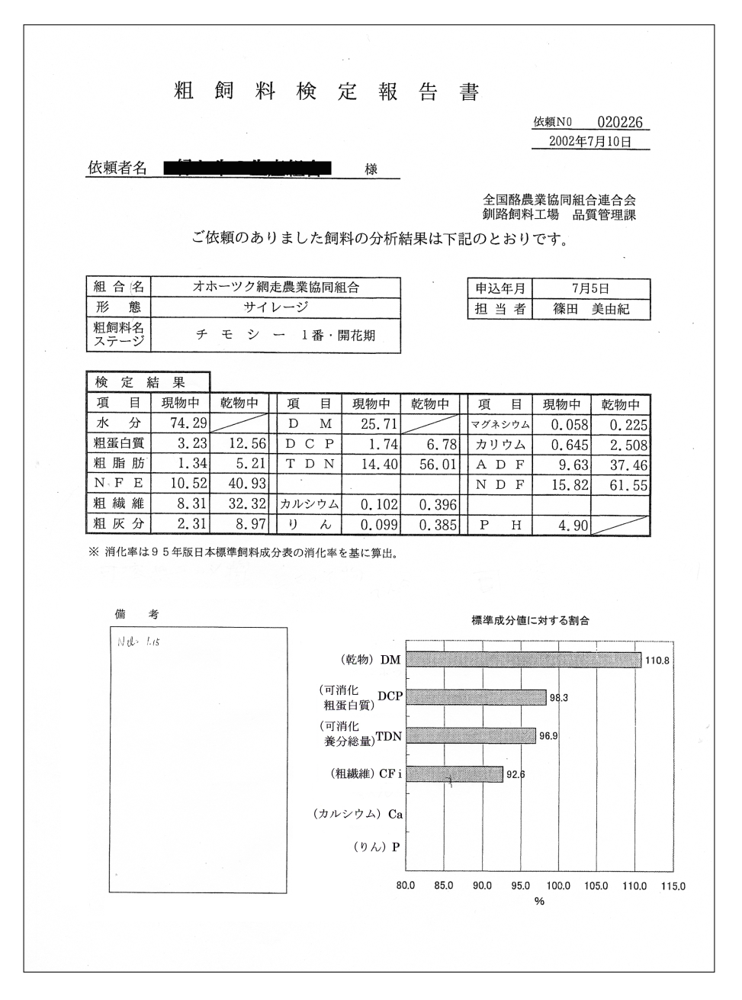 粗飼料検定報告書
依頼N0 020226
2002年7月10日
依頼者名 様
全国酪農業協同組合連合会
釧路飼料工場 品質管理課
ご依頼のありました飼料の分析結果は下記のとおりです。
組合名 オホーツク網走農業協同組合
形態 サイレージ
粗飼料名
ステージ チモシー 1番・開花期
申込年月 7月5日
担当者 篠田 美由紀
検定結果
項目 現物中 乾物中 項目 現物中 乾物中 項目 現物中 乾物中
水分 74.29 DM 25.71 マグネシウム 0.058 0.225
粗蛋白質 3.23 12.56 DCP 1.74 6.78 カリウム 0.645 2.508
粗脂肪 1.34 5.21 TDN 14.40 56.01 ADF 9.63 37.46
NFE 10.52 40.93 NDF 15.82 61.55
粗繊維 8.31 32.32 カルシウム 0.102 0.396
粗灰分 2.31 8.97 りん 0.099 0.385 PH 4.90
※ 消化率は95年版日本標準飼料成分表の消化率を基に算出。
備考
1.15
標準成分値に対する割合
(乾物) DM 110.8
(可消化
粗蛋白質) DCP 98.3
(可消化
養分総量) TDN 96.9
(粗繊維) CFi 92.6
(カルシウム) Ca
(りん) P
80.0 85.0 90.0 95.0 100.0 105.0 110.0 115.0
%